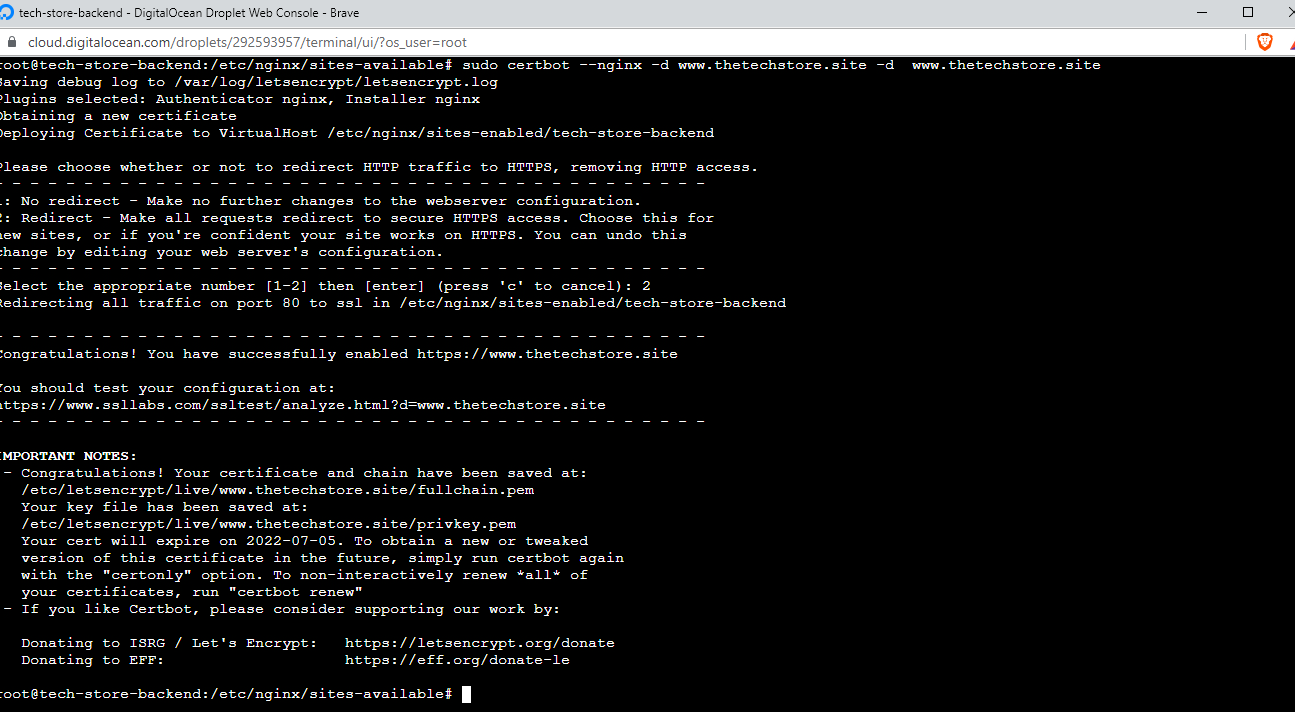 tech-store-backend - DigitalOcean Droplet Web Console - Brave
cloud.digitalocean.com/droplets/292593957/terminal/ui/?os_user=root
root@tech-store-backend:/etc/nginx/sites-available# sudo certbot --nginx -d www.thetechstore.site -d  www.thetechstore.site
Saving debug log to /var/log/letsencrypt/letsencrypt.log
Plugins selected: Authenticator nginx, Installer nginx
Obtaining a new certificate
Deploying Certificate to VirtualHost /etc/nginx/sites-enabled/tech-store-backend
Please choose whether or not to redirect HTTP traffic to HTTPS, removing HTTP access.
- - - - - - - - - - - - - - - - - - - - - - - - - - - - - - - - - - - - - - - -
1: No redirect - Make no further changes to the webserver configuration.
2: Redirect - Make all requests redirect to secure HTTPS access. Choose this for
new sites, or if you're confident your site works on HTTPS. You can undo this
change by editing your web server's configuration.
- - - - - - - - - - - - - - - - - - - - - - - - - - - - - - - - - - - - - - - -
Select the appropriate number [1-2] then [enter] (press 'c' to cancel): 2
Redirecting all traffic on port 80 to ssl in /etc/nginx/sites-enabled/tech-store-backend
- - - - - - - - - - - - - - - - - - - - - - - - - - - - - - - - - - - - - - - -
Congratulations! You have successfully enabled https://www.thetechstore.site
You should test your configuration at:
https://www.ssllabs.com/ssltest/analyze.html?d=www.thetechstore.site
- - - - - - - - - - - - - - - - - - - - - - - - - - - - - - - - - - - - - - - -
IMPORTANT NOTES:
- Congratulations! Your certificate and chain have been saved at:
/etc/letsencrypt/live/www.thetechstore.site/fullchain.pem
Your key file has been saved at:
/etc/letsencrypt/live/www.thetechstore.site/privkey.pem
Your cert will expire on 2022-07-05. To obtain a new or tweaked
version of this certificate in the future, simply run certbot again
with the "certonly" option. To non-interactively renew *all* of
your certificates, run "certbot renew"
- If you like Certbot, please consider supporting our work by:
Donating to ISRG / Let's Encrypt:   https://letsencrypt.org/donate
Donating to EFF:                    https://eff.org/donate-le
root@tech-store-backend:/etc/nginx/sites-available#